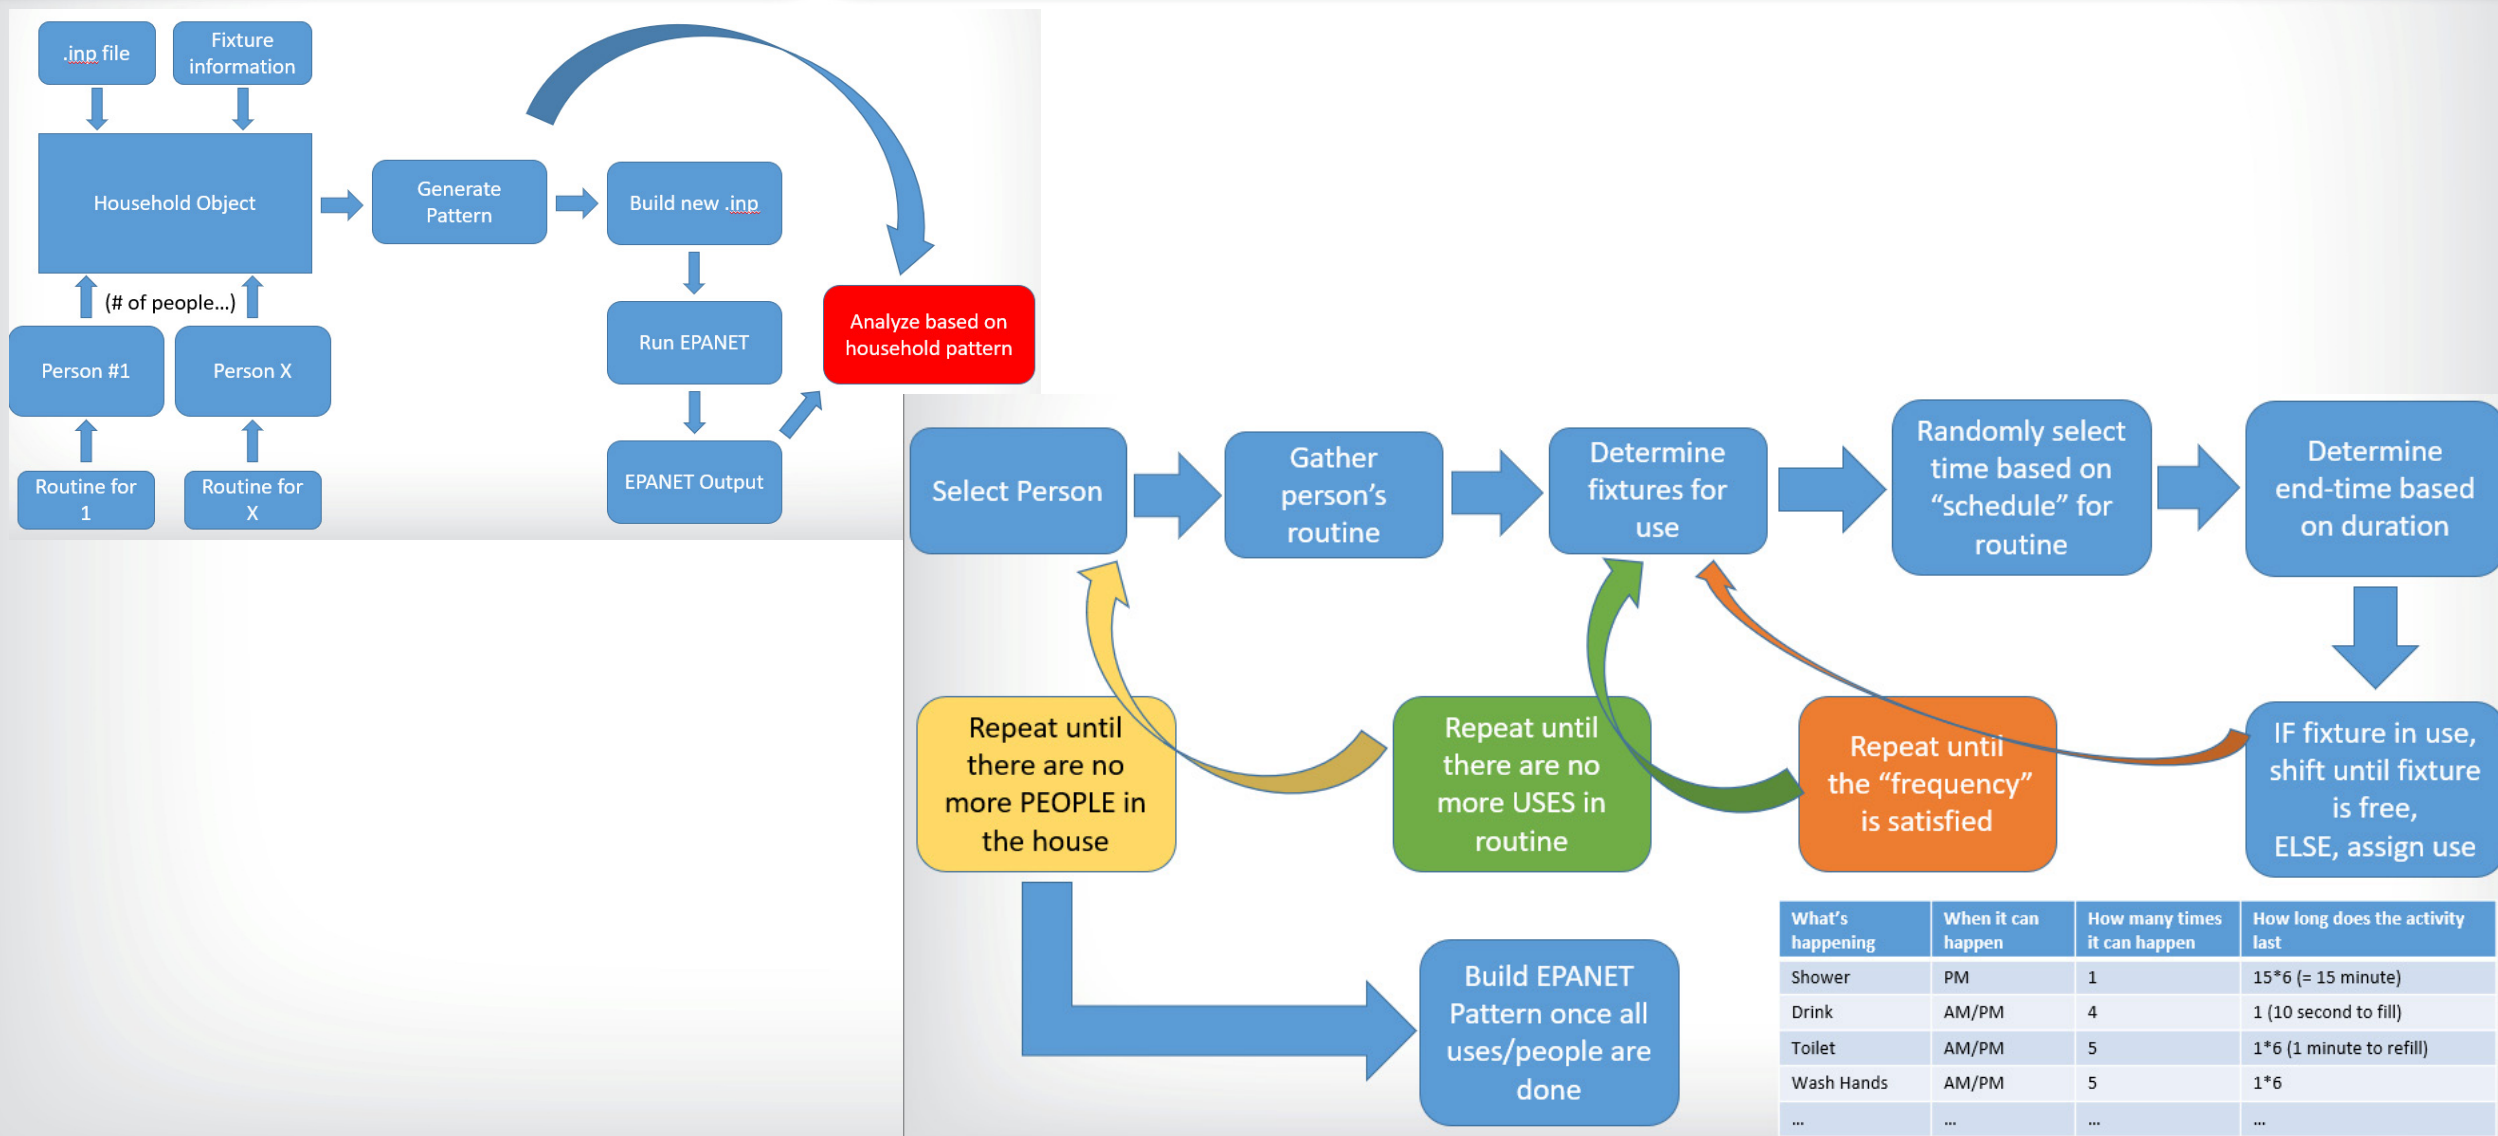 .inp file
Fixture
information
Household Object
Generate
Pattern
Build new .inp
(# of people...)
Person #1
Person X
Routine for
1
Routine for
X
Run EPANET
EPANET Output
Analyze based on
household pattern
Select Person
Gather
person’s
routine
Determine
fixtures for
use
Randomly select
time based on
“schedule” for
routine
Determine
end-time based
on duration
IF fixture in use,
shift until fixture
is free,
ELSE, assign use
Repeat until
the “frequency”
is satisfied
Repeat until
there are no
more USES in
routine
Repeat until
there are no
more PEOPLE in
the house
Build EPANET
Pattern once all
uses/people are
done
What’s
happening
When it can
happen
How many times
it can happen
How long does the activity
last
Shower PM 1 15*6 (= 15 minute)
Drink AM/PM 4 1 (10 second to fill)
Toilet AM/PM 5 1*6 (1 minute to refill)
Wash Hands AM/PM 5 1*6
... ... ... ...